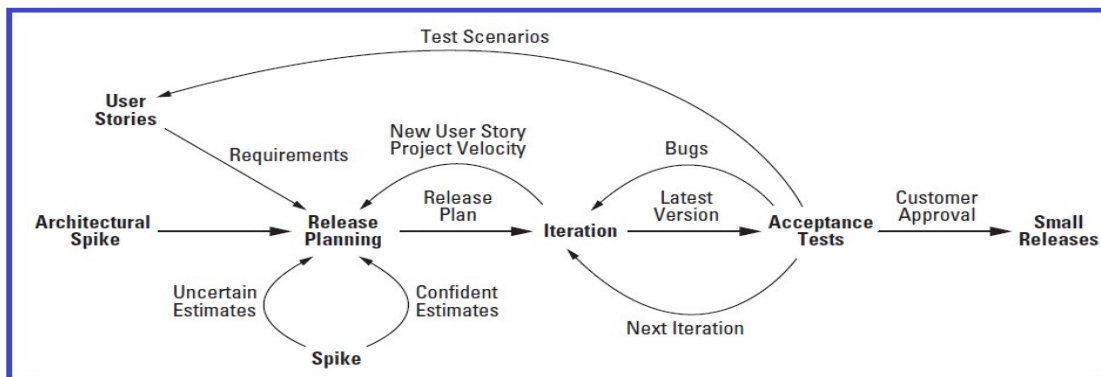 Test Scenarios
User
Stories
Requirements
New User Story
Project Velocity
Bugs
Architectural
Spike
Release
Planning
Release
Plan
Iteration
Latest
Version
Acceptance
Tests
Customer
Approval
Small
Releases
Uncertain
Estimates
Confident
Estimates
Next Iteration
Spike